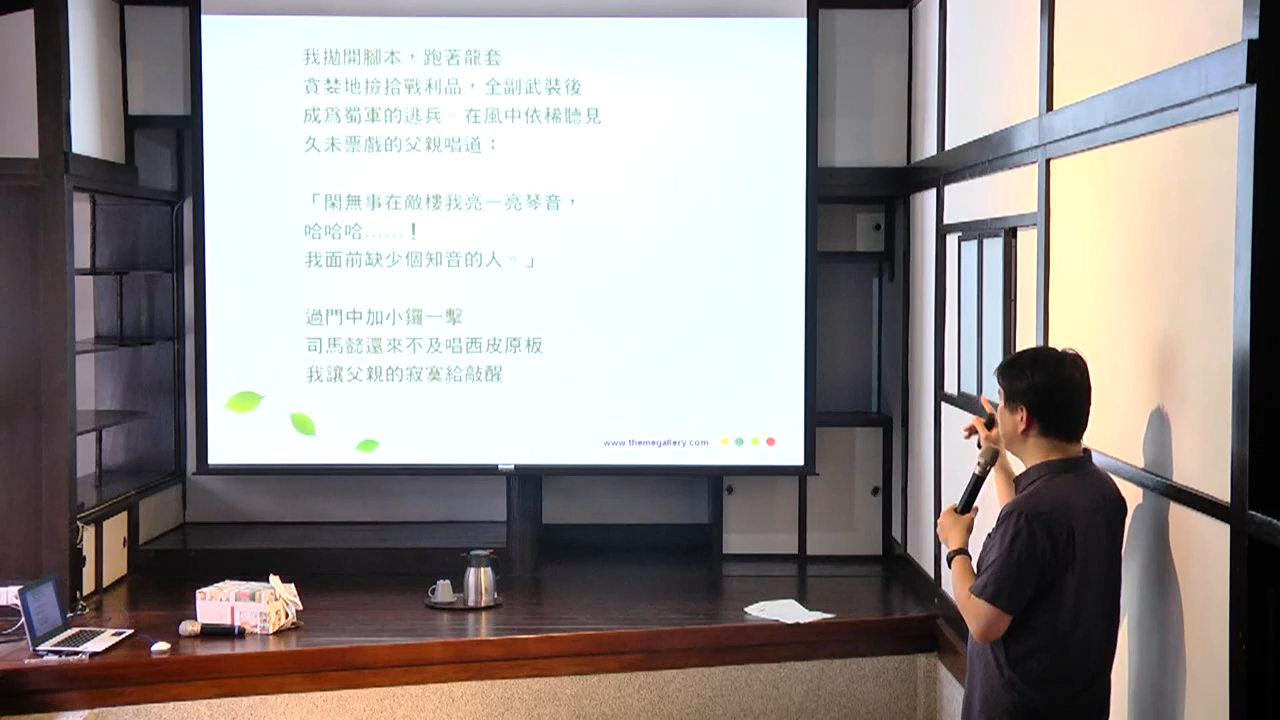 我拋開腳本，跑著龍套
貪婪地撿拾戰利品，全副武裝後
成爲蜀軍的逃兵。在風中依稀聽見
久未票戲的父親唱道：
「閑無事在敵樓我亮一亮琴音，
哈哈哈……！
我面前缺少個知音的人。」
過門中加小鑼一擊
司馬懿還來不及唱西皮原板
我讓父親的寂寞給敲醒
www.themegallery.com